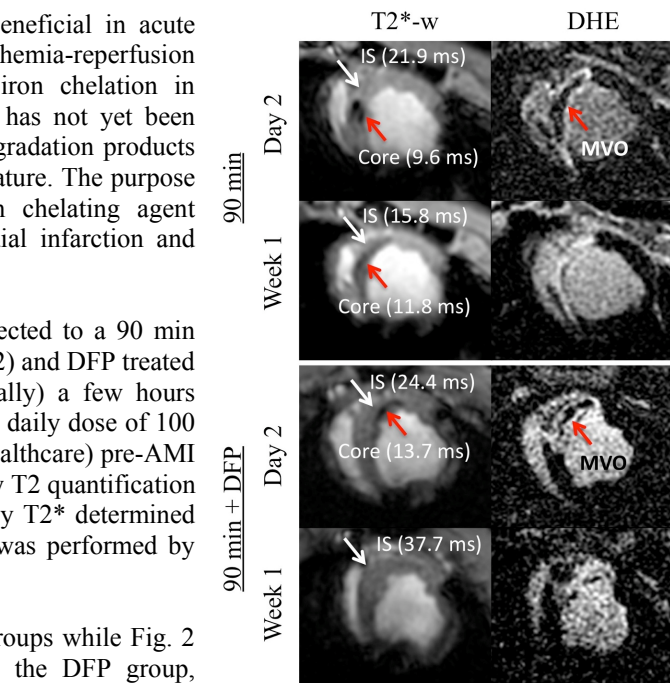 eneficial in acute
hemia-reperfusion
iron chelation in
has not yet been
gradation products
ature. The purpose
n chelating agent
lial infarction and
ected to a 90 min
2) and DFP treated
ally) a few hours
daily dose of 100
althcare) pre-AMI
y T2 quantification
y T2* determined
was performed by
roups while Fig. 2
the DFP group,
T2*-w
DHE
90 min
Day 2
IS (21.9 ms)
Core (9.6 ms)
MVO
Week 1
IS (15.8 ms)
Core (11.8 ms)
90 min + DFP
Day 2
IS (24.4 ms)
Core (13.7 ms)
MVO
Week 1
IS (37.7 ms)